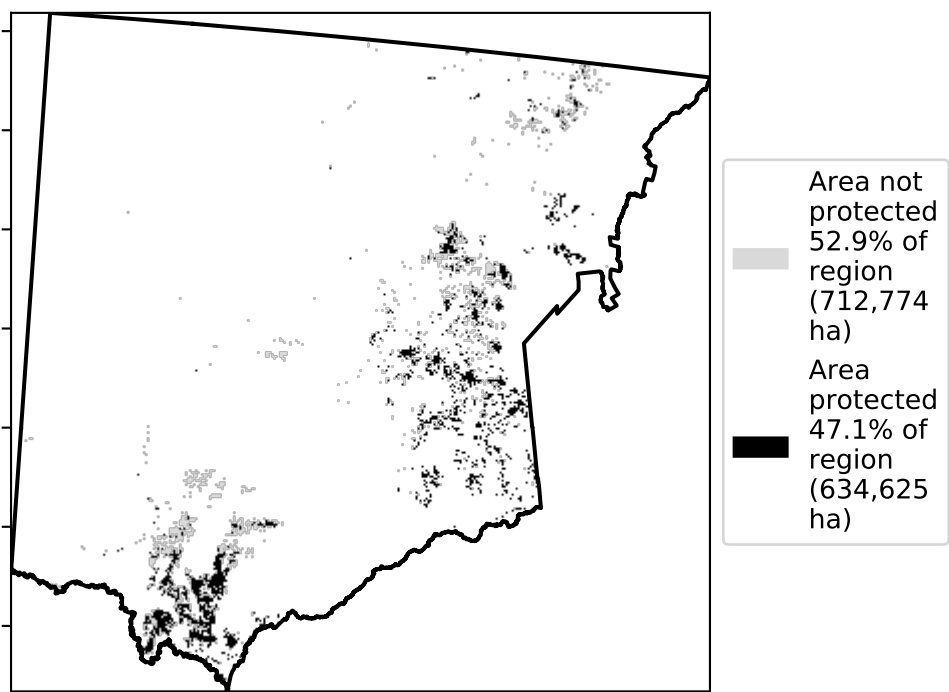 Area not
protected
52.9% of
region
(712,774
ha)
Area
protected
47.1% of
region
(634,625
ha)